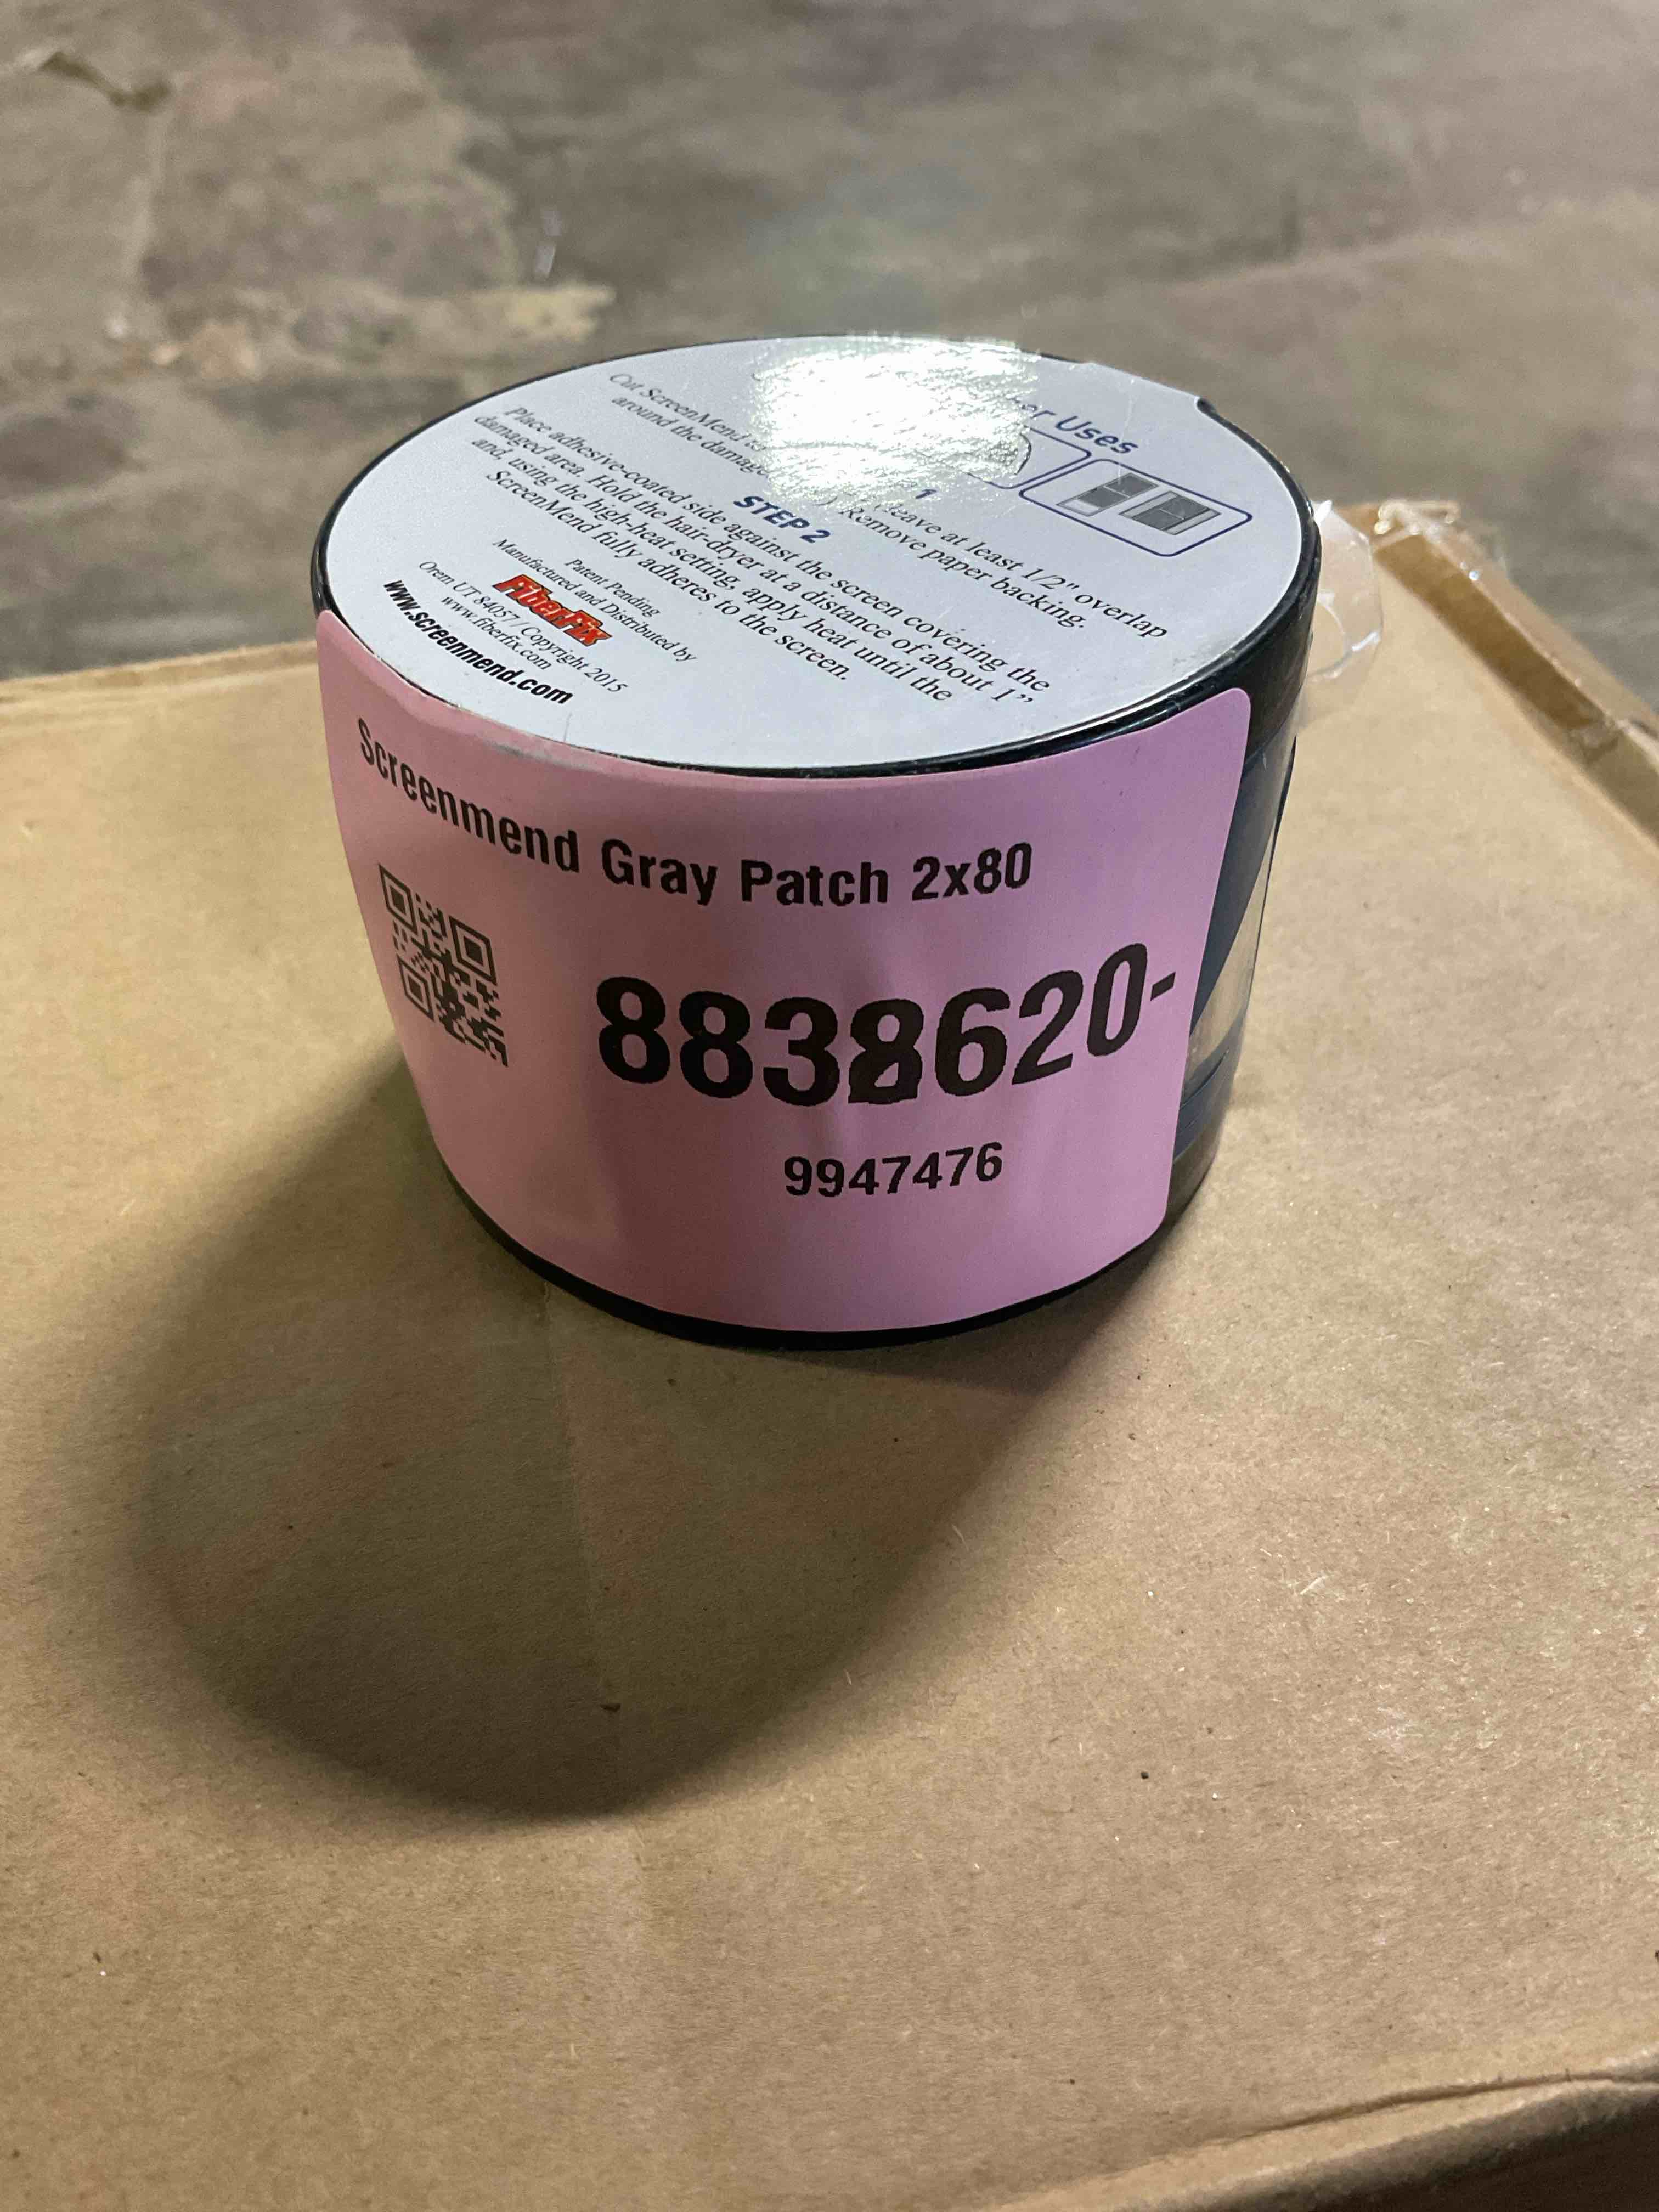 er Uses
Cut ScreenMend
around the damage
1
leave at least 1/2" overlap
Remove paper backing.
STEP 2
Place adhesive-coated side against the screen covering the
damaged area. Hold the hair-dryer at a distance of about 1”
and, using the high-heat setting, apply heat until the
ScreenMend fully adheres to the screen.
Patent Pending
Manufactured and Distributed by
FiberFix
Orem UT 84057 / Copyright 2015
www.fiberfix.com
www.screenmend.com
Screenmend Gray Patch 2x80
8838620-
9947476